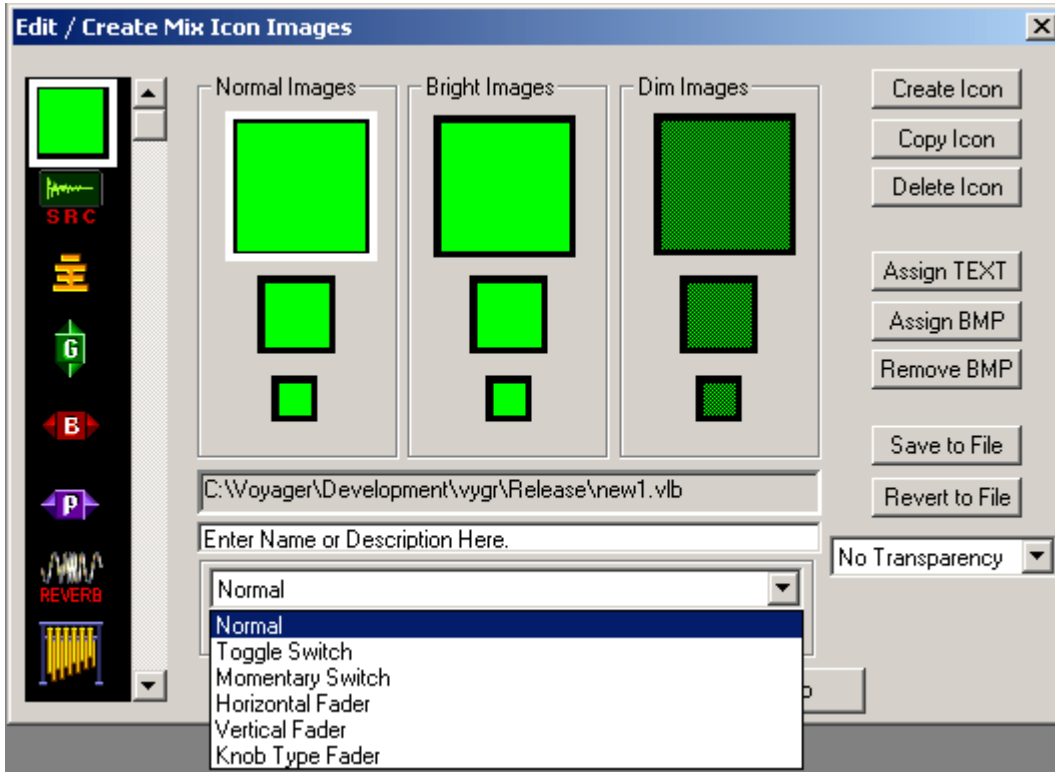 Edit / Create Mix Icon Images
Normal Images
Bright Images
Dim Images
Create Icon
Copy Icon
Delete Icon
SRC
G
B
P
REVERB
Assign TEXT
Assign BMP
Remove BMP
Save to File
Revert to File
C:\Voyager\Development\vygr\Release\new1.vlb
Enter Name or Description Here.
No Transparency
Normal
Normal
Toggle Switch
Momentary Switch
Horizontal Fader
Vertical Fader
Knob Type Fader